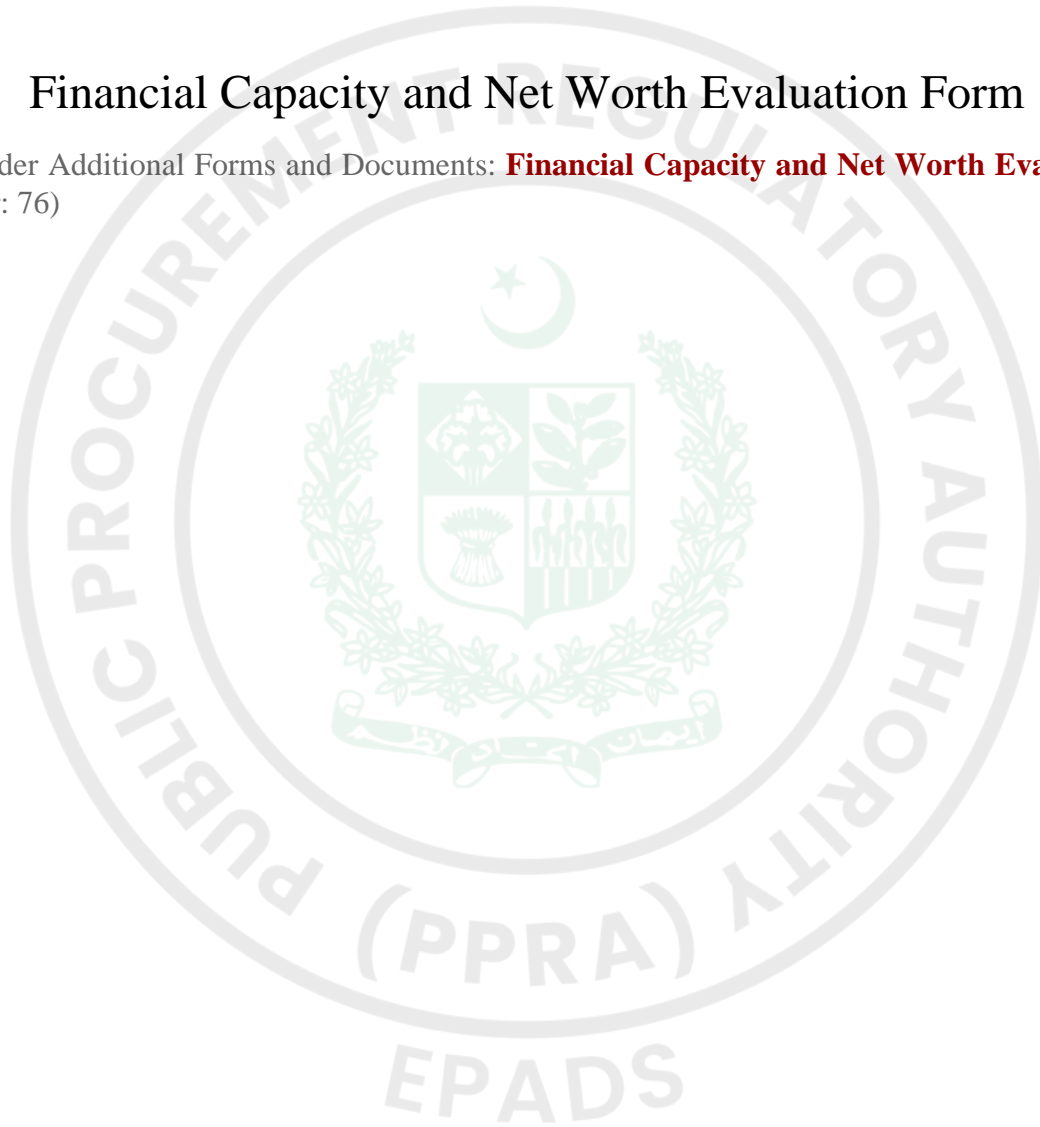 Financial Capacity and Net Worth Evaluation Form
der Additional Forms and Documents: Financial Capacity and Net Worth Eva
: 76)
PUBLIC PROCUREMENT REGULATORY AUTHORITY
(PPRA)
EPADS